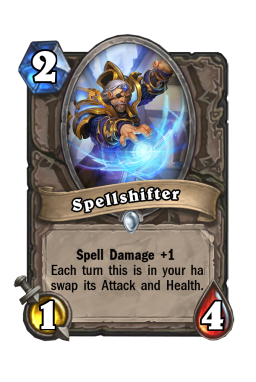 2
Spellshifter
Spell Damage +1
Each turn this is in your ha
swap its Attack and Health.
1
4